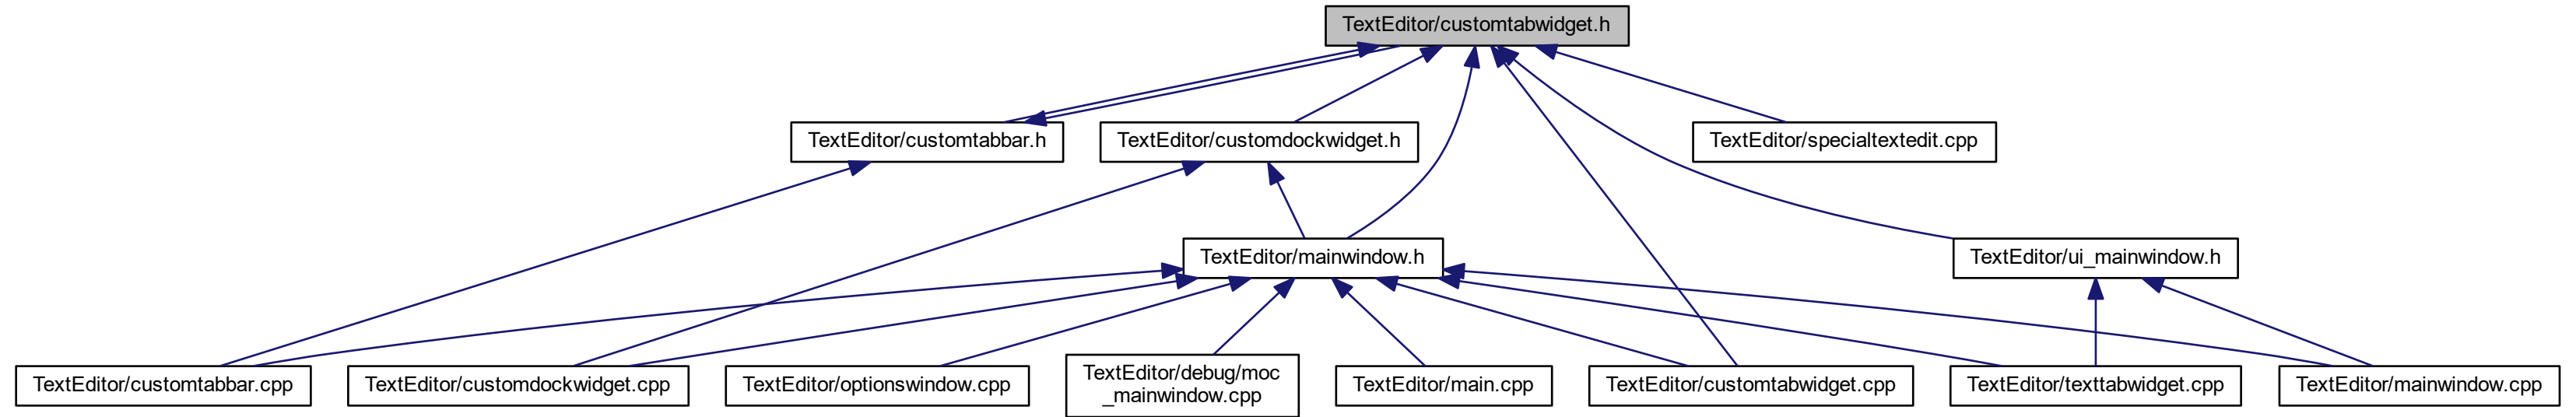 TextEditor/customtabwidget.h
TextEditor/customtabbar.h
TextEditor/customdockwidget.h
TextEditor/specialtextedit.cpp
TextEditor/mainwindow.h
TextEditor/ui_mainwindow.h
TextEditor/customtabbar.cpp
TextEditor/customdockwidget.cpp
TextEditor/optionswindow.cpp
TextEditor/debug/moc
_mainwindow.cpp
TextEditor/main.cpp
TextEditor/customtabwidget.cpp
TextEditor/texttabwidget.cpp
TextEditor/mainwindow.cpp